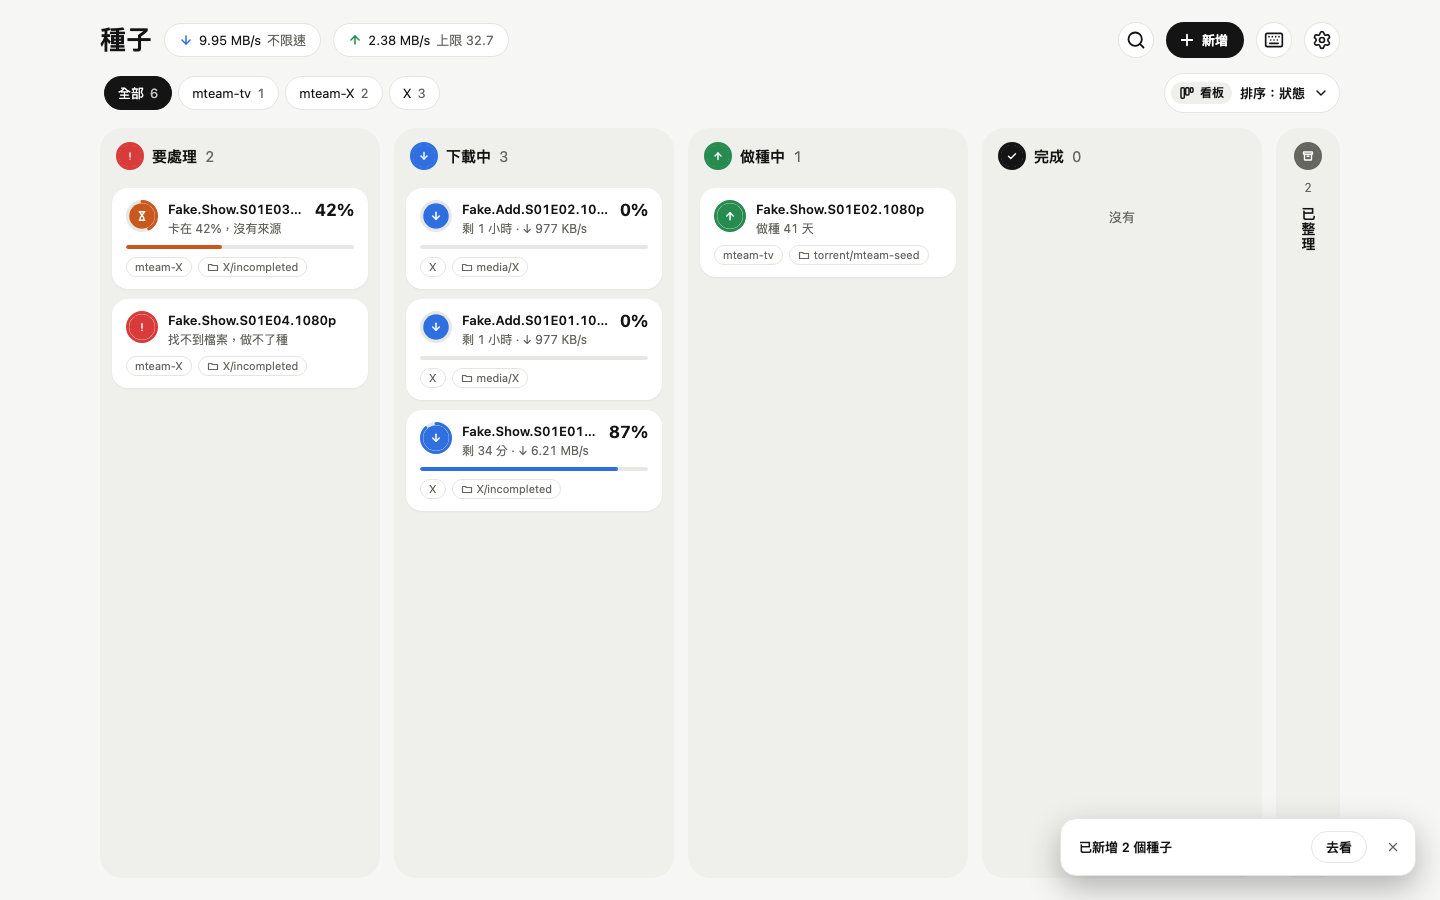 種子
9.95 MB/s 不限速
2.38 MB/s 上限 32.7
新增
全部 6
mteam-tv 1
mteam-X 2
X 3
看板
排序：狀態
要處理 2
Fake.Show.S01E03... 42%
卡在 42%，沒有來源
mteam-X
X/incompleted
Fake.Show.S01E04.1080p
找不到檔案，做不了種
mteam-X
X/incompleted
下載中 3
Fake.Add.S01E02.10... 0%
剩 1 小時 · ↓ 977 KB/s
X
media/X
Fake.Add.S01E01.10... 0%
剩 1 小時 · ↓ 977 KB/s
X
media/X
Fake.Show.S01E01... 87%
剩 34 分 · ↓ 6.21 MB/s
X
X/incompleted
做種中 1
Fake.Show.S01E02.1080p
做種 41 天
mteam-tv
torrent/mteam-seed
完成 0
沒有
2
已整理
已新增 2 個種子
去看